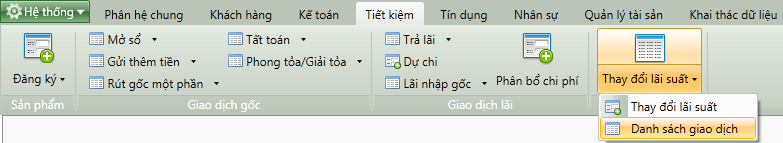 Hệ thống Phân hệ chung Khách hàng Kế toán Tiết kiệm Tín dụng Nhân sự Quản lý tài sản Khai thác dữ liệu
Mở sổ Tất toán Trả lãi
Gửi thêm tiền Phong tỏa/Giải tỏa Dự chi
Đăng ký Rút gốc một phần Lãi nhập gốc Phân bổ chi phí Thay đổi lãi suất
Sản phẩm Giao dịch gốc Giao dịch lãi
Thay đổi lãi suất
Danh sách giao dịch